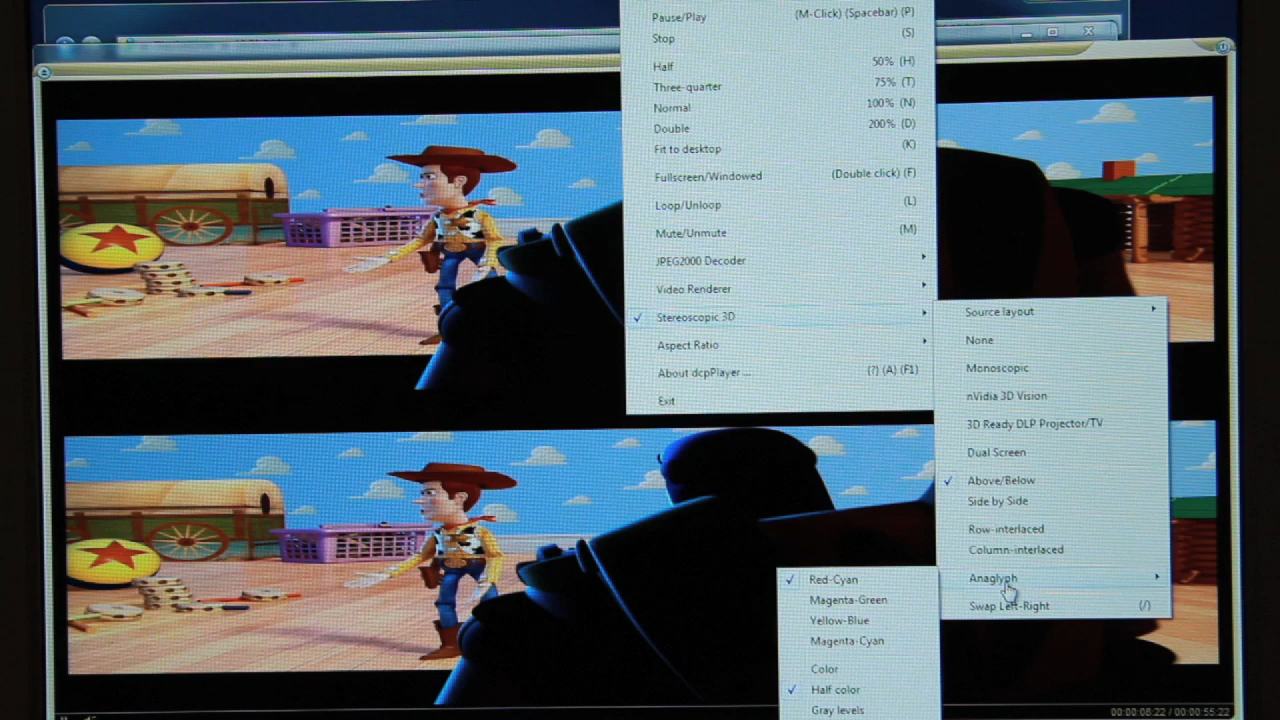 Pause/Play (M-Click) (Spacebar) (P)
Stop (S)
Half 50% (H)
Three-quarter 75% (T)
Normal 100% (N)
Double 200% (D)
Fit to desktop (K)
Fullscreen/Windowed (Double click) (F)
Loop/Unloop (L)
Mute/Unmute (M)
JPEG2000 Decoder
Video Renderer
Stereoscopic 3D
Aspect Ratio
About dcpPlayer ... (?) (A) (F1)
Exit
Source layout
None
Monoscopic
nVidia 3D Vision
3D Ready DLP Projector/TV
Dual Screen
Above/Below
Side by Side
Row-interlaced
Column-interlaced
Anaglyph
Swap Left-Right (/)
Red-Cyan
Magenta-Green
Yellow-Blue
Magenta-Cyan
Color
Half color
Gray levels
00:00:08:22 / 00:00:55:22